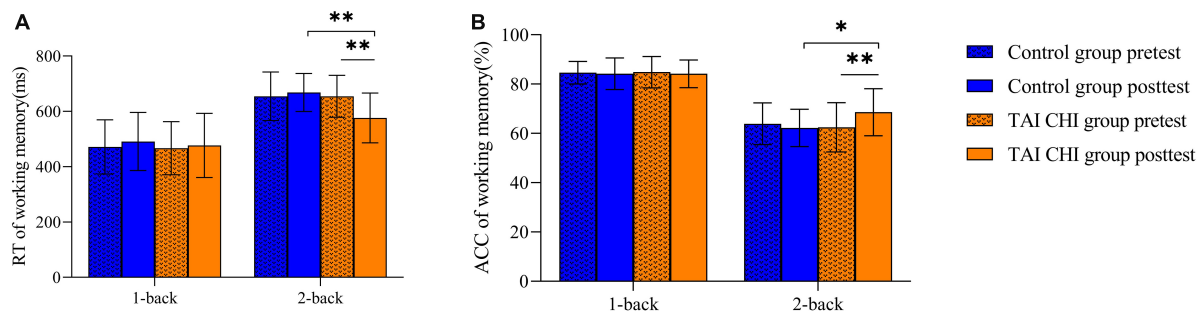 A
RT of working memory(ms)
800
600
400
200
0
1-back
2-back
**
**
B
ACC of working memory(%)
100
80
60
40
20
0
1-back
2-back
*
**
Control group pretest
Control group posttest
TAI CHI group pretest
TAI CHI group posttest